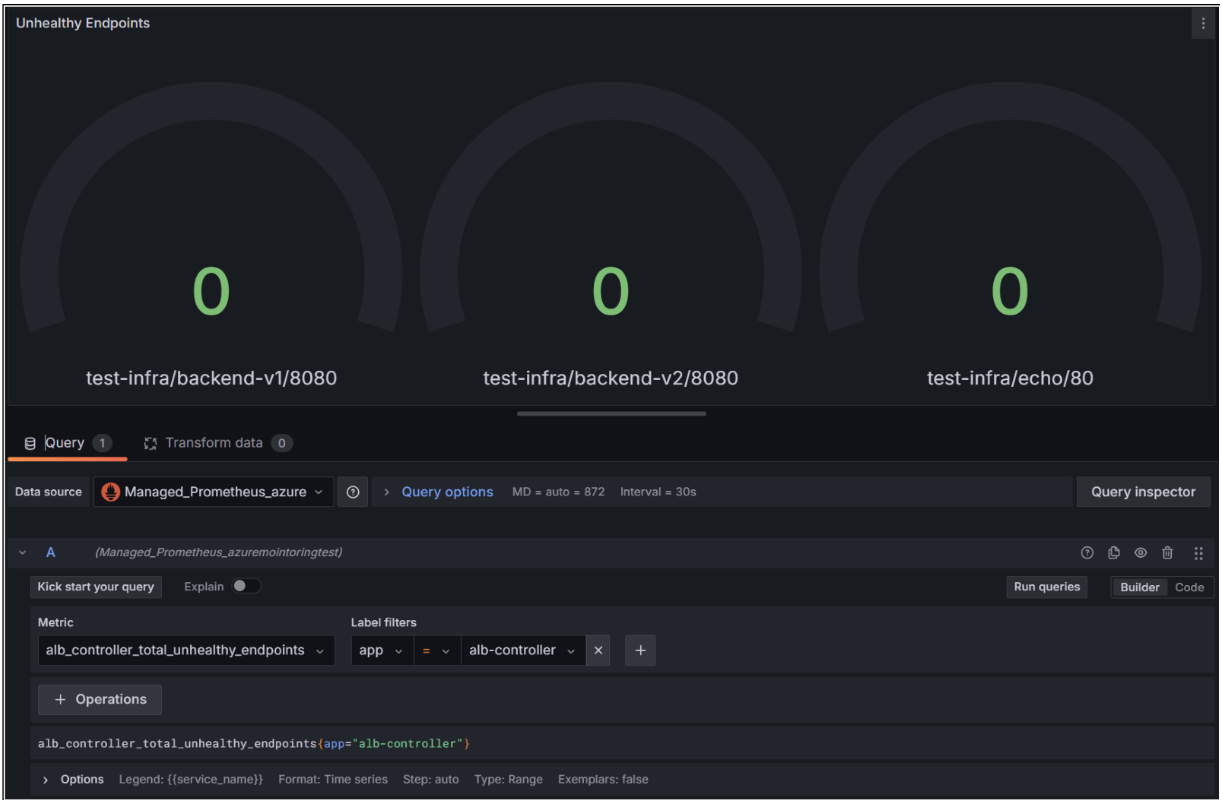 Unhealthy Endpoints
0 0 0
test-infra/backend-v1/8080 test-infra/backend-v2/8080 test-infra/echo/80
Query 1 Transform data 0
Data source Managed_Prometheus_azure Query options MD = auto = 872 Interval = 30s Query inspector
A (Managed_Prometheus_azuremointoringtest)
Kick start your query Explain Run queries Builder Code
Metric Label filters
alb_controller_total_unhealthy_endpoints app = alb-controller × +
+ Operations
alb_controller_total_unhealthy_endpoints{app="alb-controller"}
Options Legend: {{service_name}} Format: Time series Step: auto Type: Range Exemplars: false